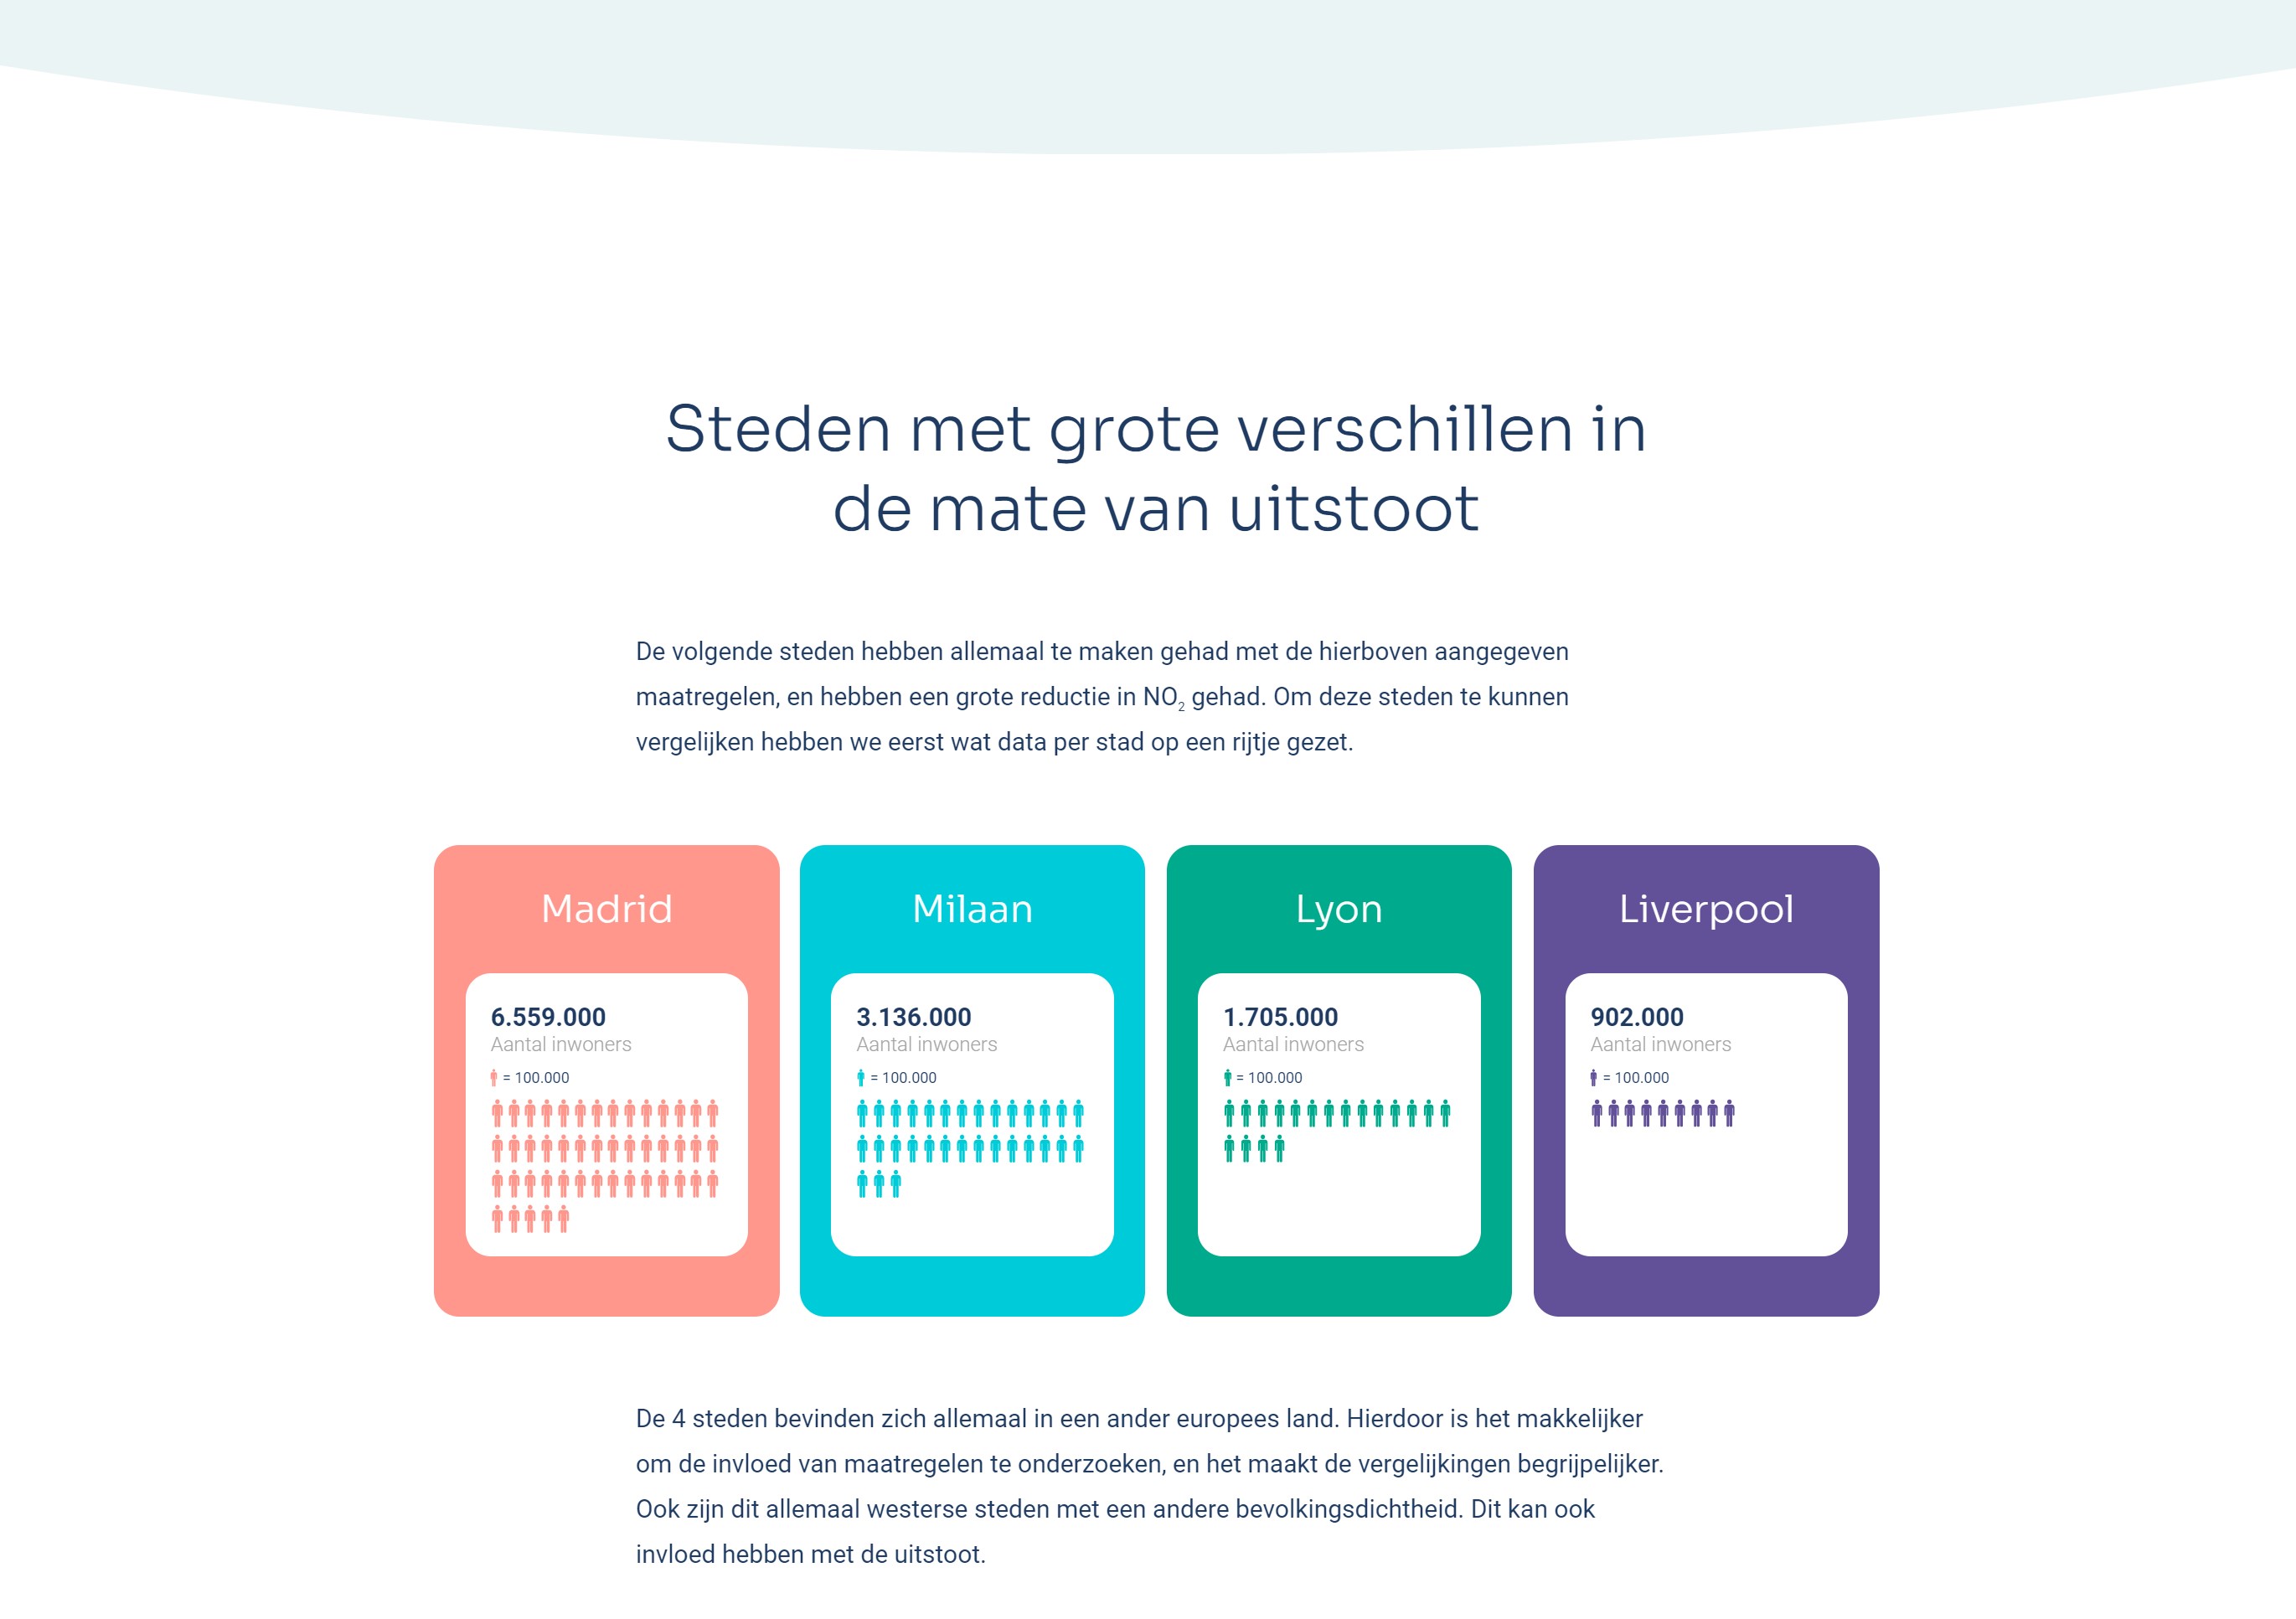 Steden met grote verschillen in
de mate van uitstoot
De volgende steden hebben allemaal te maken gehad met de hierboven aangegeven
maatregelen, en hebben een grote reductie in NO₂ gehad. Om deze steden te kunnen
vergelijken hebben we eerst wat data per stad op een rijtje gezet.
Madrid
6.559.000
Aantal inwoners
= 100.000
Milaan
3.136.000
Aantal inwoners
= 100.000
Lyon
1.705.000
Aantal inwoners
= 100.000
Liverpool
902.000
Aantal inwoners
= 100.000
De 4 steden bevinden zich allemaal in een ander europees land. Hierdoor is het makkelijker
om de invloed van maatregelen te onderzoeken, en het maakt de vergelijkingen begrijpelijker.
Ook zijn dit allemaal westerse steden met een andere bevolkingsdichtheid. Dit kan ook
invloed hebben met de uitstoot.